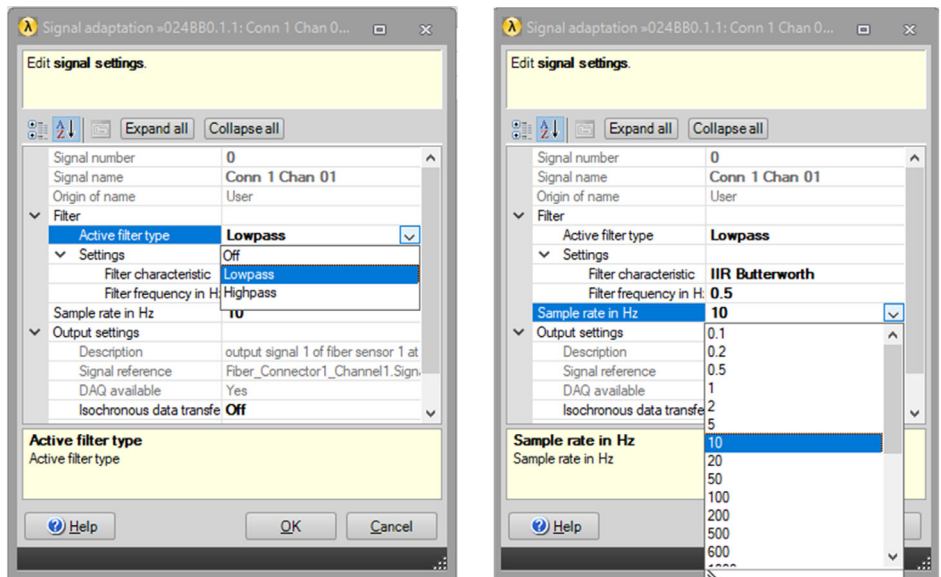 Signal adaptation »024BB0.1.1: Conn 1 Chan 0...
Edit signal settings.
Expand all Collapse all
Signal number 0
Signal name Conn 1 Chan 01
Origin of name User
Filter
Active filter type Lowpass
Settings Off
Filter characteristic Lowpass
Filter frequency in H: Highpass
Sample rate in Hz 10
Output settings
Description output signal 1 of fiber sensor 1 at
Signal reference Fiber_Connector1_Channel1.Sign
DAQ available Yes
Isochronous data transfe Off
Active filter type
Active filter type
Help OK Cancel
Signal adaptation »024BB0.1.1: Conn 1 Chan 0...
Edit signal settings.
Expand all Collapse all
Signal number 0
Signal name Conn 1 Chan 01
Origin of name User
Filter
Active filter type Lowpass
Settings
Filter characteristic IIR Butterworth
Filter frequency in H: 0.5
Sample rate in Hz 10
Output settings 0.1
Description 0.2
Signal reference 0.5
DAQ available 1
Isochronous data transfe 2
5
Sample rate in Hz 10
Sample rate in Hz 20
50
100
Help 200
500
600